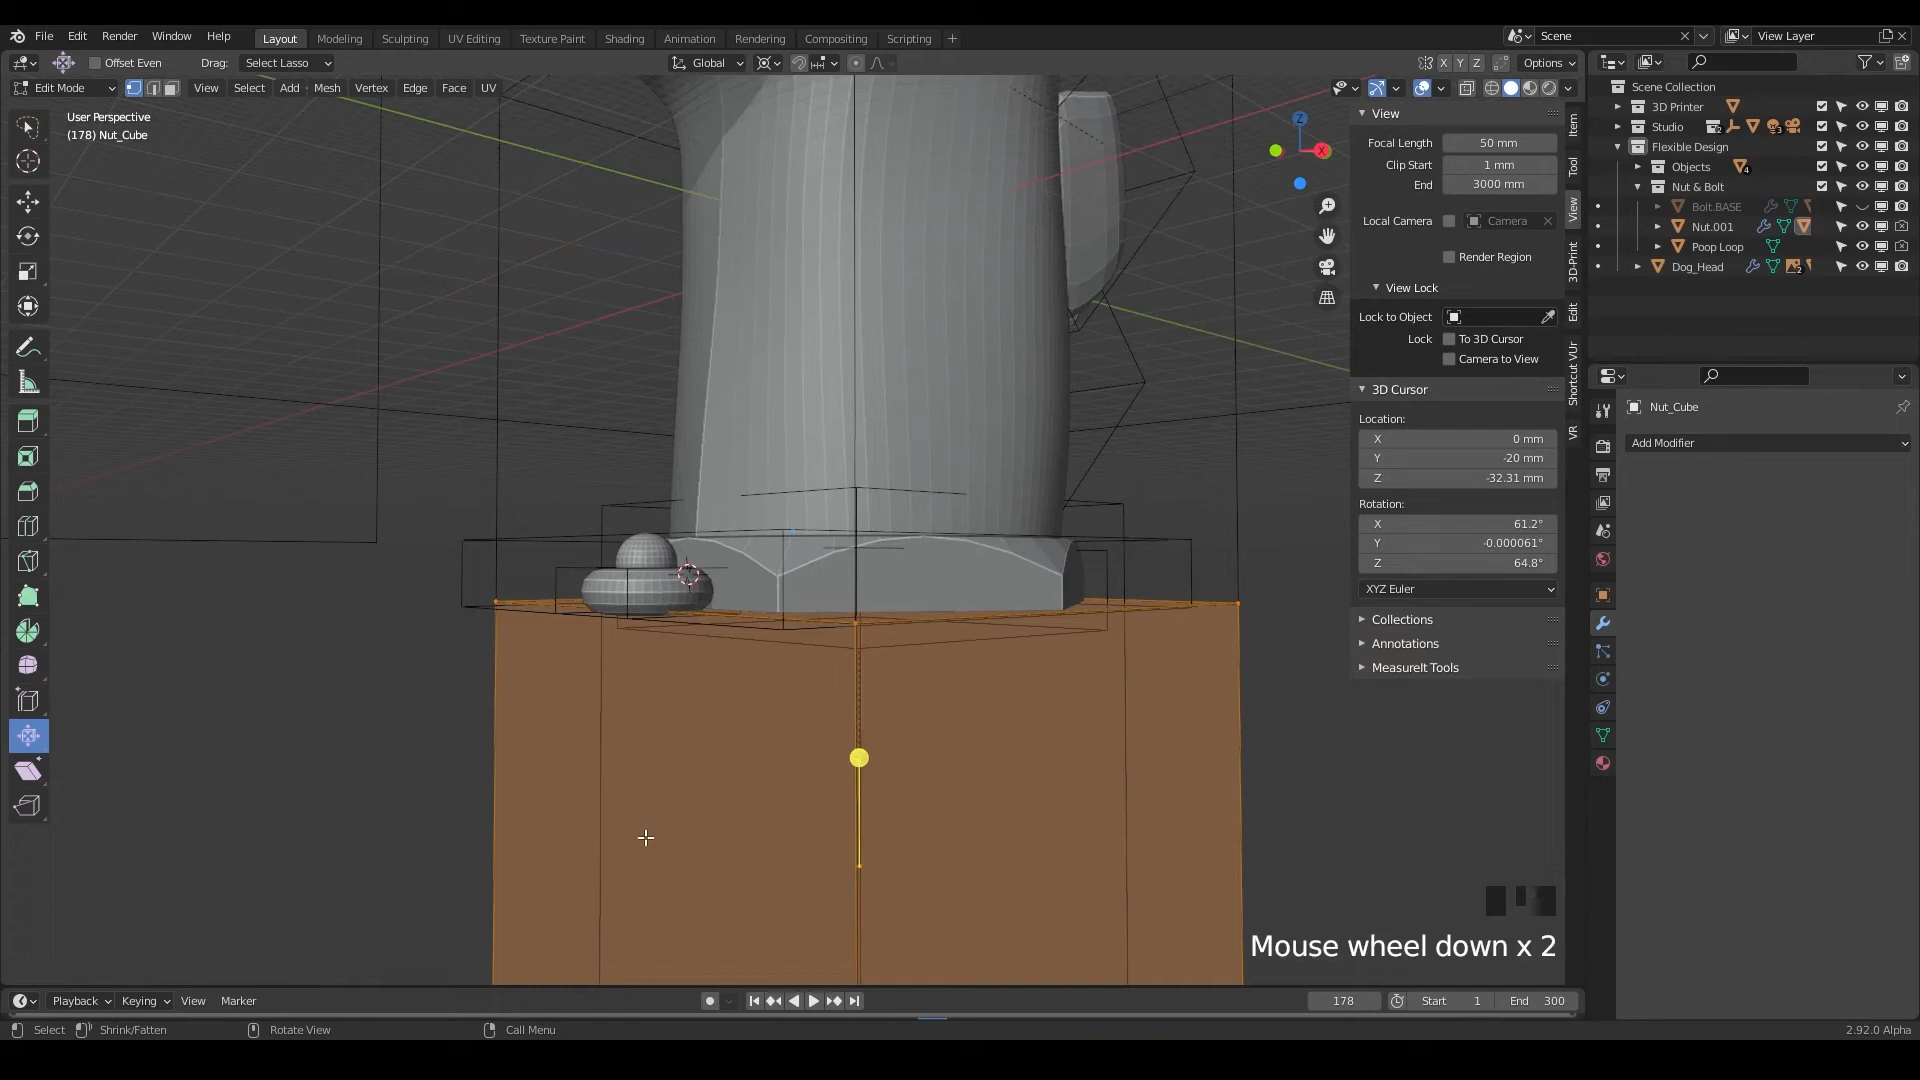 File Edit Render Window Help
Layout Modeling Sculpting UV Editing Texture Paint Shading Animation Rendering Compositing Scripting +
Scene
View Layer
Offset Even Drag: Select Lasso
Global
X Y Z Options
Edit Mode View Select Add Mesh Vertex Edge Face UV
User Perspective
(178) Nut_Cube
Z
X
View
Focal Length 50 mm
Clip Start 1 mm
End 3000 mm
Local Camera Camera
Render Region
View Lock
Lock to Object
Lock To 3D Cursor
Camera to View
3D Cursor
Location:
X 0 mm
Y -20 mm
Z -32.31 mm
Rotation:
X 61.2°
Y -0.000061°
Z 64.8°
XYZ Euler
Collections
Annotations
MeasureIt Tools
Item
Tool
View
3D-Print
Edit
Shortcut VUr
VR
Scene Collection
3D Printer
Studio 2 3
Flexible Design
Objects 4
Nut & Bolt
Bolt.BASE
Nut.001
Poop Loop
Dog_Head 2
Nut_Cube
Add Modifier
Mouse wheel down x 2
Playback Keying View Marker
178 Start 1 End 300
Select Shrink/Fatten Rotate View Call Menu
2.92.0 Alpha